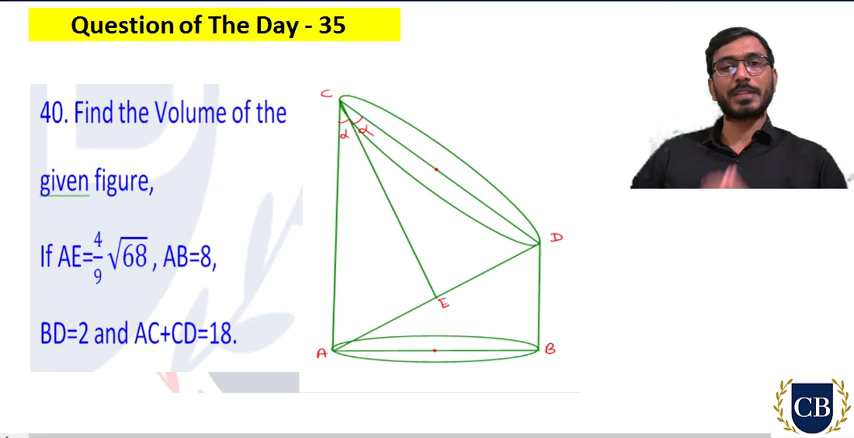 Question of The Day - 35
40. Find the Volume of the
given figure,
If AE=4/9 √68 , AB=8,
BD=2 and AC+CD=18.
C
α α
D
E
A
B
CB